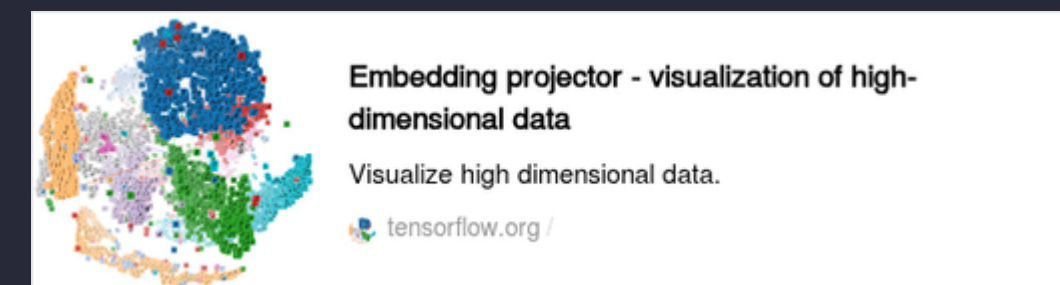 Embedding projector - visualization of high-
dimensional data
Visualize high dimensional data.
tensorflow.org /